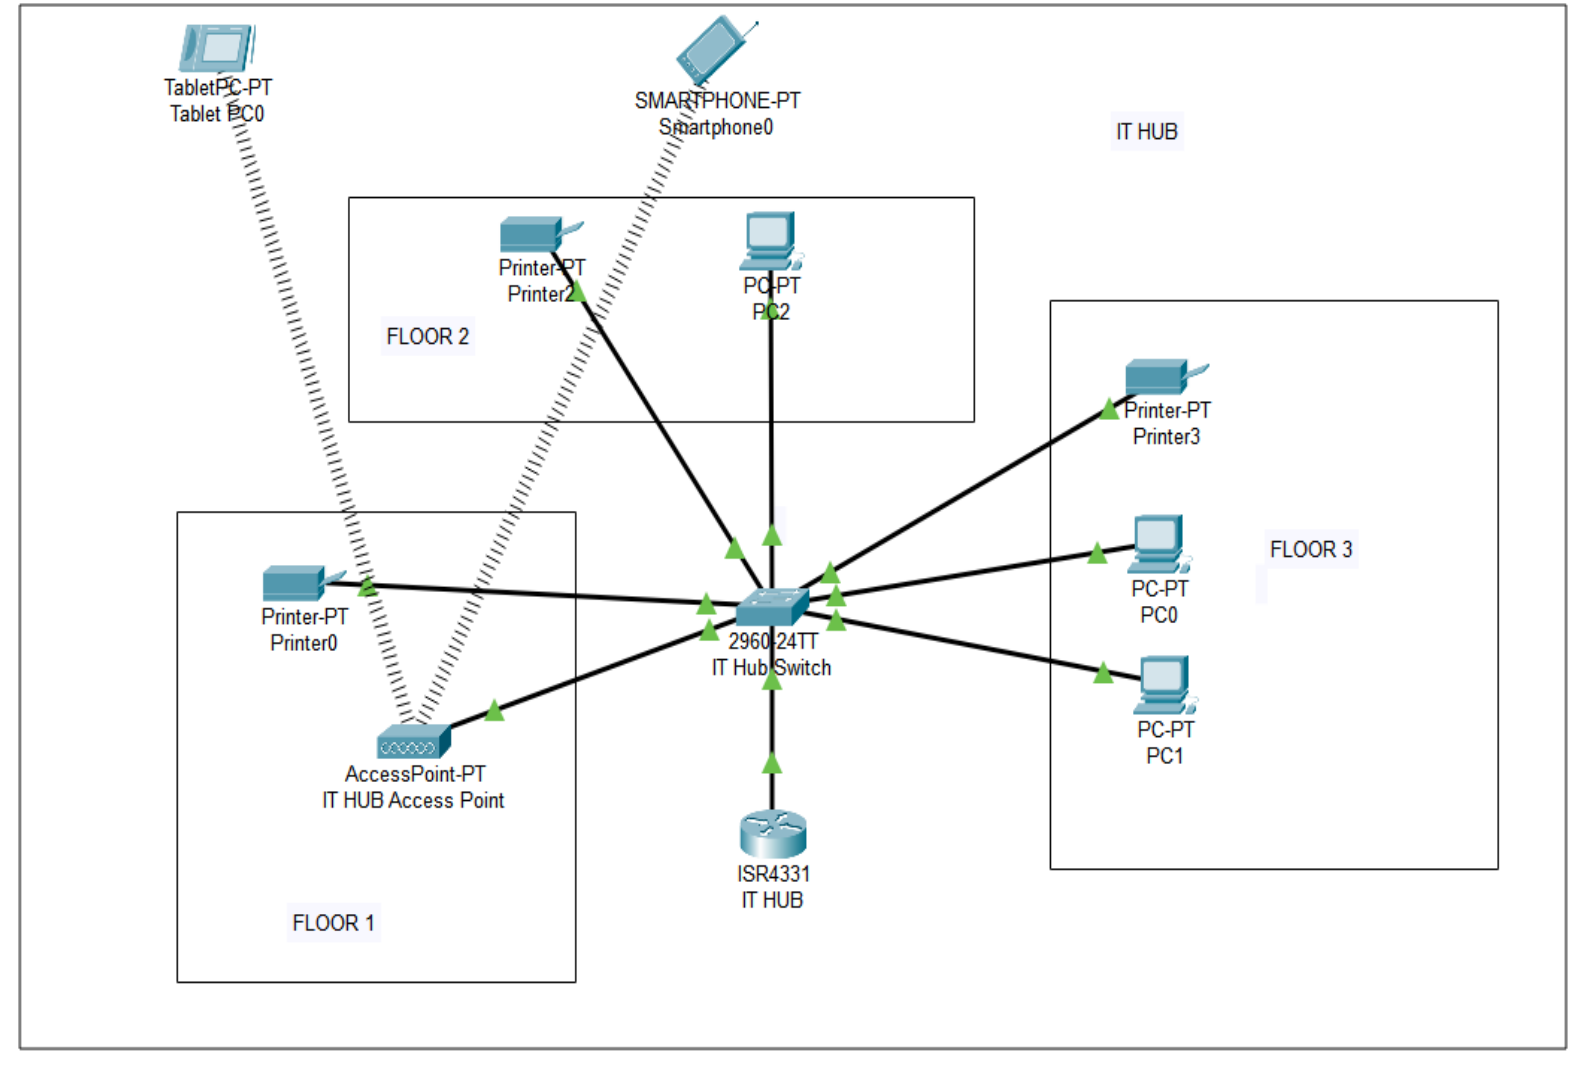 TabletPC-PT
Tablet PC0
SMARTPHONE-PT
Smartphone0
IT HUB
Printer-PT
Printer2
PC-PT
PC2
FLOOR 2
Printer-PT
Printer3
FLOOR 3
PC-PT
PC0
Printer-PT
Printer0
2960-24TT
IT Hub Switch
PC-PT
PC1
AccessPoint-PT
IT HUB Access Point
ISR4331
IT HUB
FLOOR 1